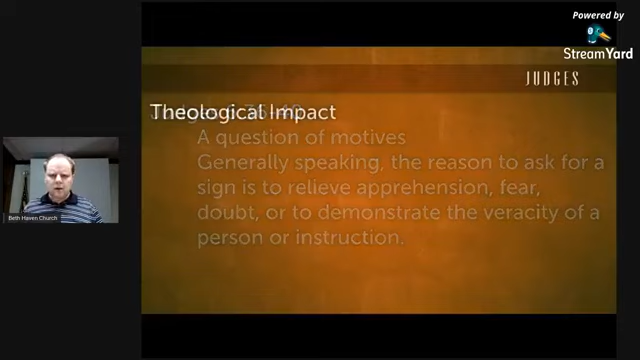 Powered by
StreamYard
JUDGES
Theological Impact
A question of motives
Generally speaking, the reason to ask for a
sign is to relieve apprehension, fear,
doubt, or to demonstrate the veracity of a
person or instruction.
Beth Haven Church